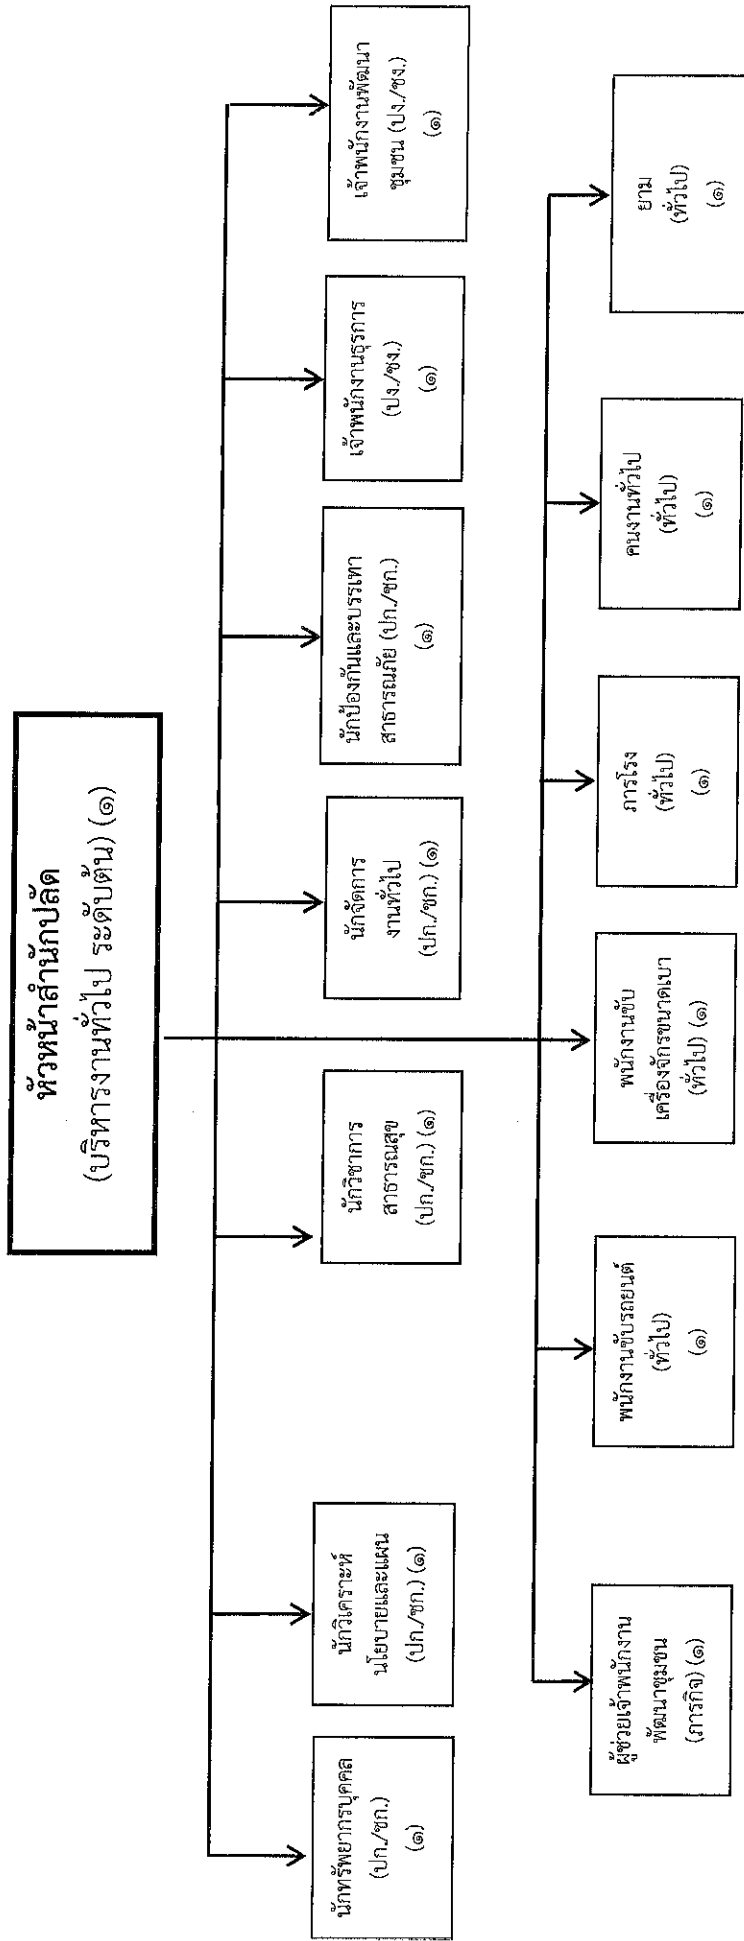 หัวหน้าสำนักปลัด
(บริหารงานทั่วไป ระดับต้น) (๑)
นักทรัพยากรบุคคล
(ปก./ชก.)
(๑)
นักวิเคราะห์
นโยบายและแผน
(ปก./ชก.) (๑)
นักวิชาการ
สาธารณสุข
(ปก./ชก.) (๑)
นักจัดการ
งานทั่วไป
(ปก./ชก.) (๑)
นักป้องกันและบรรเทา
สาธารณภัย (ปก./ชก.)
(๑)
เจ้าพนักงานธุรการ
(ปง./ชง.)
(๑)
เจ้าพนักงานพัฒนา
ชุมชน (ปง./ชง.)
(๑)
ผู้ช่วยเจ้าพนักงาน
พัฒนาชุมชน
(ภารกิจ) (๑)
พนักงานขับรถยนต์
(ทั่วไป)
(๑)
พนักงานขับ
เครื่องจักรขนาดเบา
(ทั่วไป) (๑)
ภารโรง
(ทั่วไป)
(๑)
คนงานทั่วไป
(ทั่วไป)
(๑)
ยาม
(ทั่วไป)
(๑)